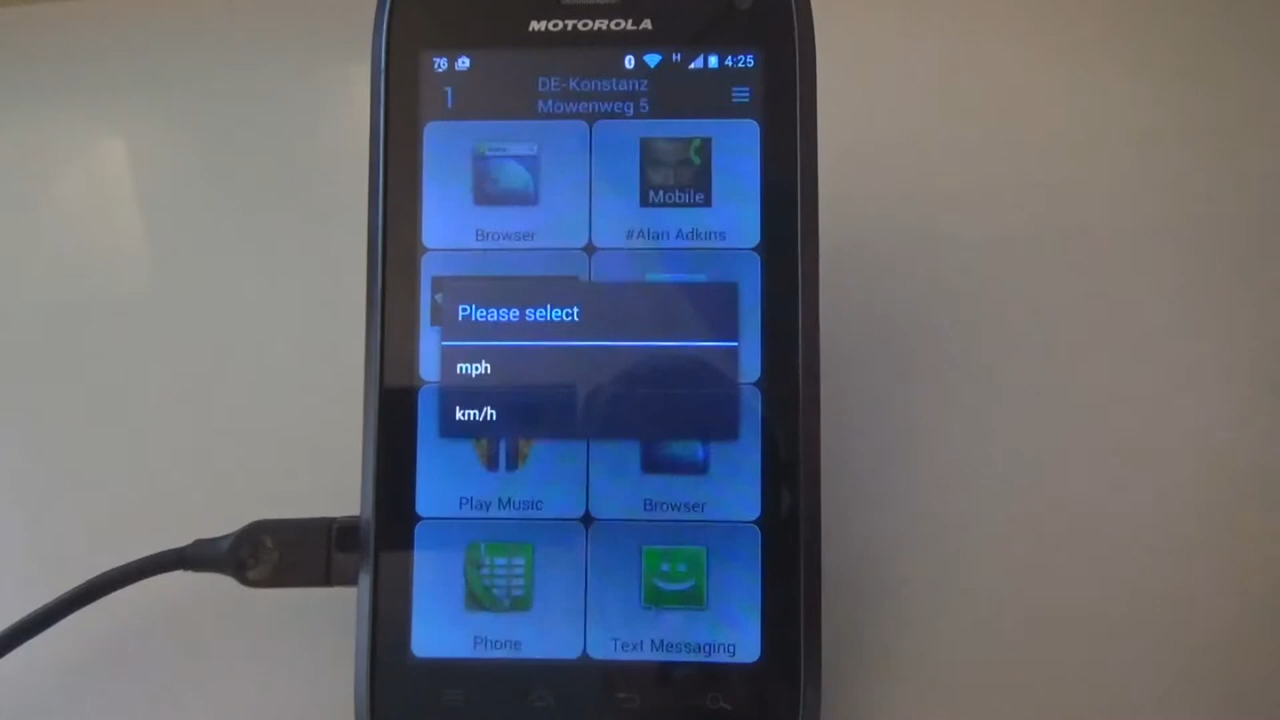 MOTOROLA
76 H 4:25
1
DE-Konstanz
Mowenweg 5
Mobile
Browser
#Alan Adkins
Please select
mph
km/h
Play Music
Browser
Phone
Text Messaging